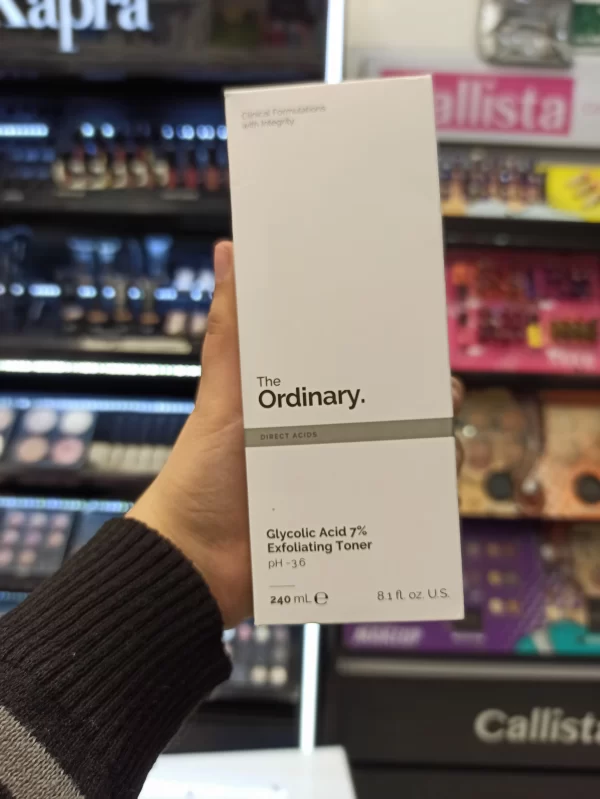 Kapra
Clinical Formulations
with Integrity.
allista
The
Ordinary.
DIRECT ACIDS
Glycolic Acid 7%
Exfoliating Toner
pH ~3.6
240 mL ℮ 8.1 fl. oz. U.S.
Callista